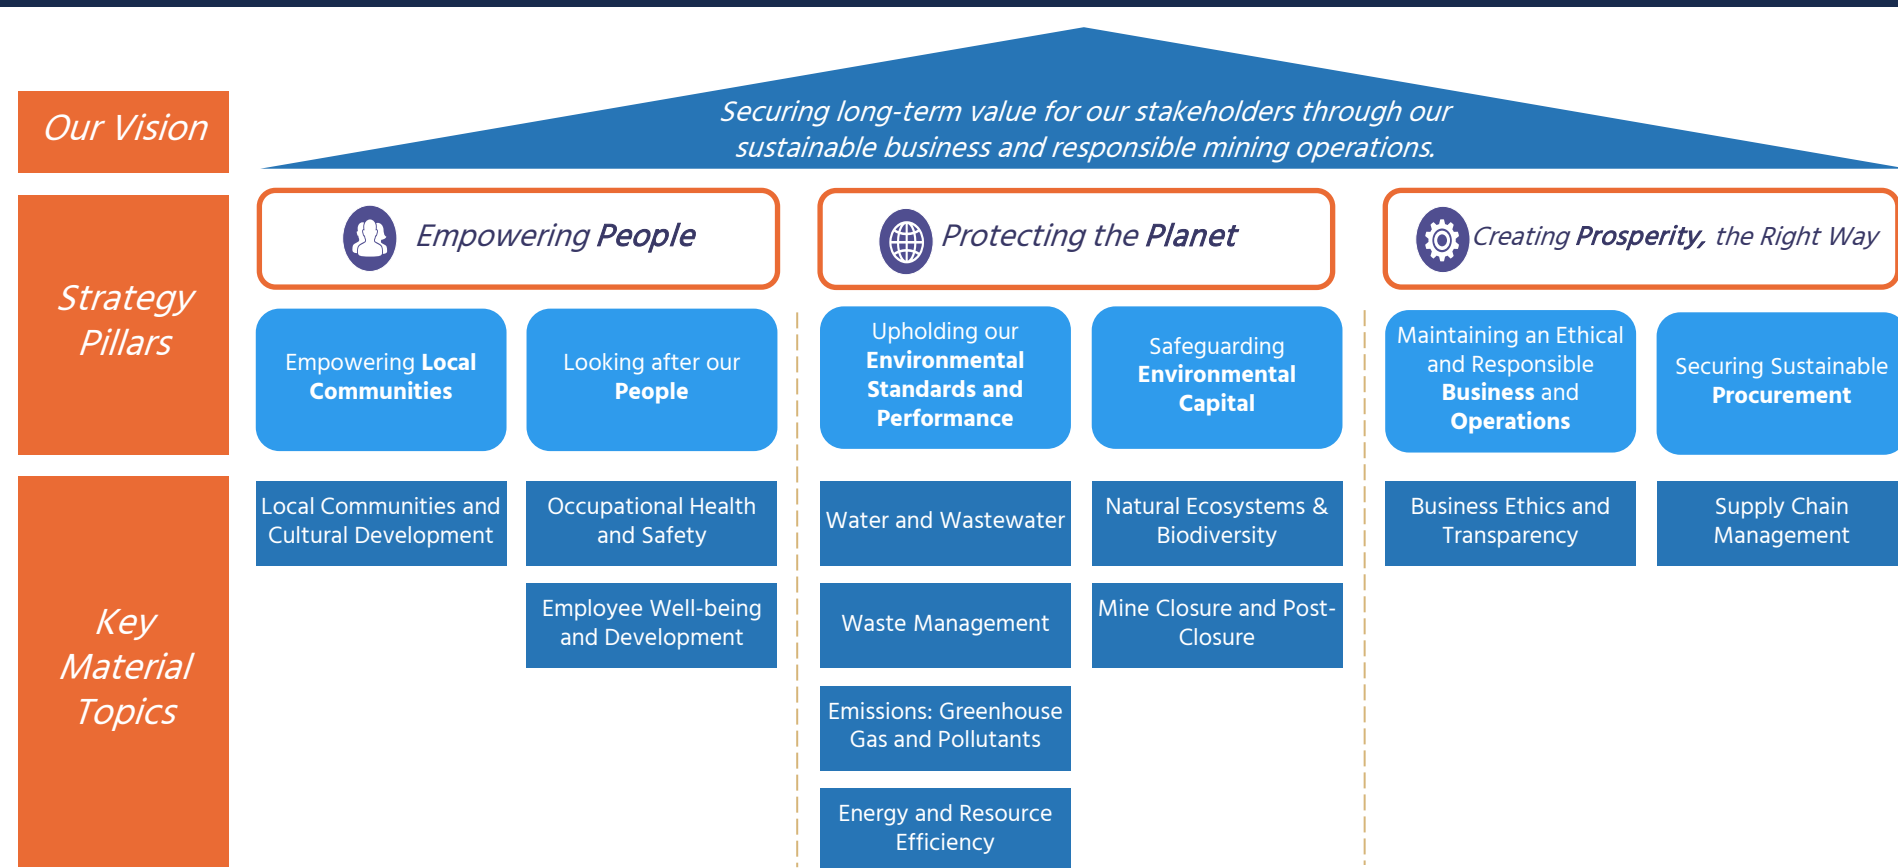 Our Vision
Securing long-term value for our stakeholders through our
sustainable business and responsible mining operations.
Strategy
Pillars
Empowering People
Protecting the Planet
Creating Prosperity, the Right Way
Empowering Local
Communities
Looking after our
People
Upholding our
Environmental
Standards and
Performance
Safeguarding
Environmental
Capital
Maintaining an Ethical
and Responsible
Business and
Operations
Securing Sustainable
Procurement
Key
Material
Topics
Local Communities and
Cultural Development
Occupational Health
and Safety
Employee Well-being
and Development
Water and Wastewater
Waste Management
Emissions: Greenhouse
Gas and Pollutants
Energy and Resource
Efficiency
Natural Ecosystems &
Biodiversity
Mine Closure and Post-
Closure
Business Ethics and
Transparency
Supply Chain
Management